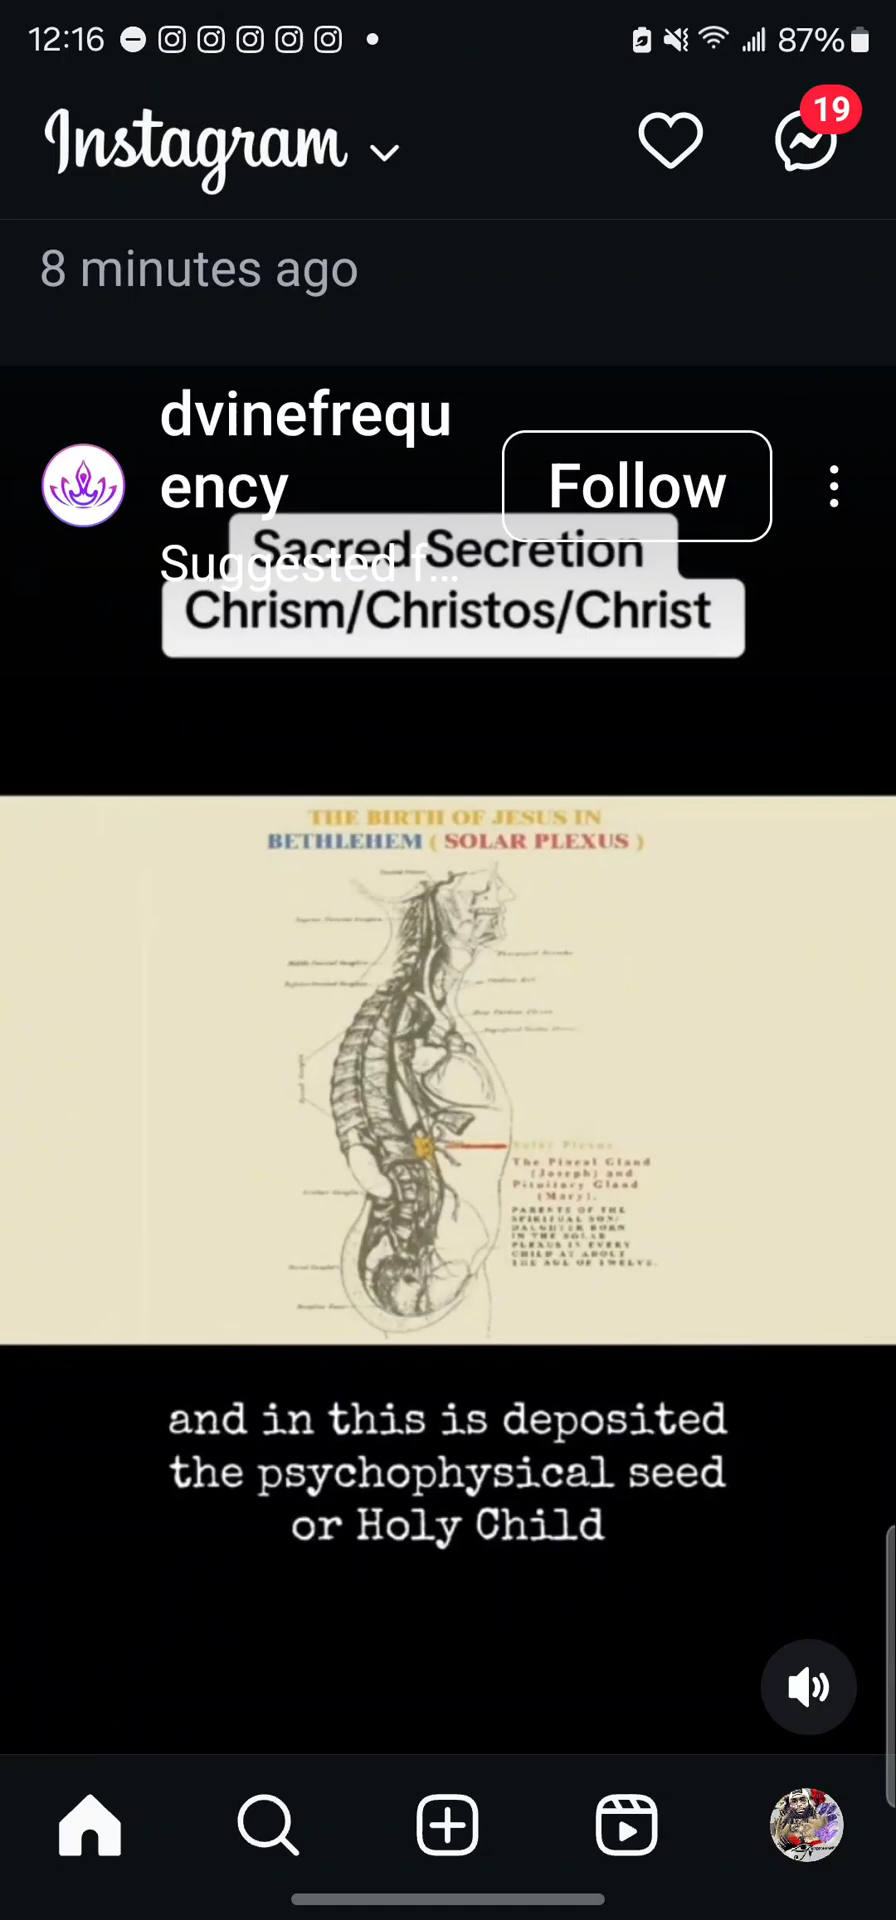 12:16
87%
Instagram
19
8 minutes ago
dvinefrequ
ency
Follow
Suggested f...
Sacred Secretion
Chrism/Christos/Christ
THE BIRTH OF JESUS IN
BETHLEHEM ( SOLAR PLEXUS )
Solar Plexus
The Pineal Gland
(Joseph) and
Pituitary Gland
(Mary).
PARENTS OF THE
SPIRITUAL SON/
DAUGHTER BORN
IN THE SOLAR
PLEXUS IN EVERY
CHILD AT ABOUT
THE AGE OF TWELVE.
and in this is deposited
the psychophysical seed
or Holy Child